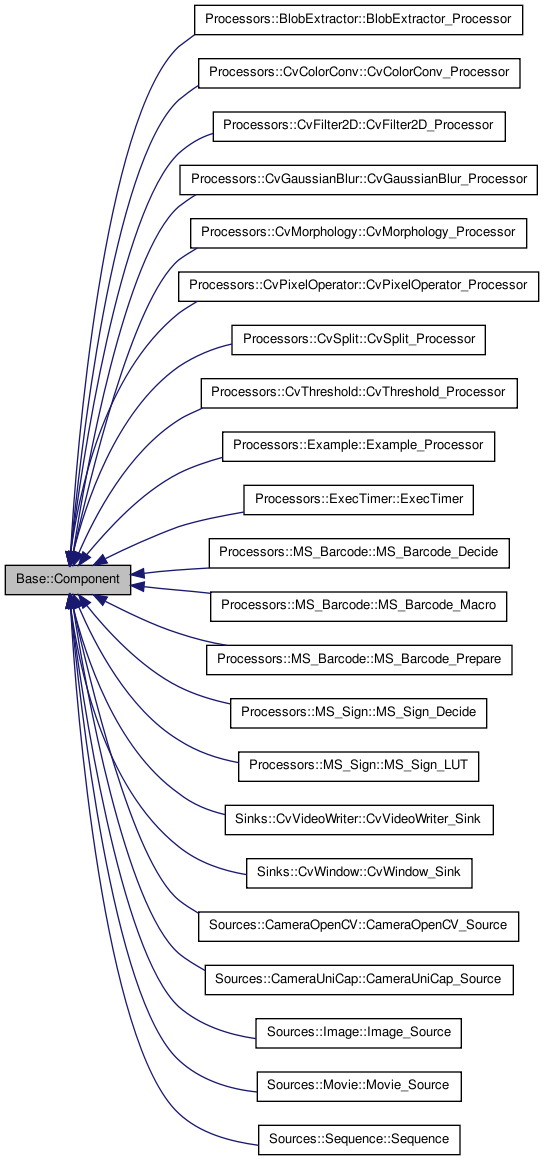 Processors::BlobExtractor::BlobExtractor_Processor
Processors::CvColorConv::CvColorConv_Processor
Processors::CvFilter2D::CvFilter2D_Processor
Processors::CvGaussianBlur::CvGaussianBlur_Processor
Processors::CvMorphology::CvMorphology_Processor
Processors::CvPixelOperator::CvPixelOperator_Processor
Processors::CvSplit::CvSplit_Processor
Processors::CvThreshold::CvThreshold_Processor
Processors::Example::Example_Processor
Processors::ExecTimer::ExecTimer
Processors::MS_Barcode::MS_Barcode_Decide
Base::Component
Processors::MS_Barcode::MS_Barcode_Macro
Processors::MS_Barcode::MS_Barcode_Prepare
Processors::MS_Sign::MS_Sign_Decide
Processors::MS_Sign::MS_Sign_LUT
Sinks::CvVideoWriter::CvVideoWriter_Sink
Sinks::CvWindow::CvWindow_Sink
Sources::CameraOpenCV::CameraOpenCV_Source
Sources::CameraUniCap::CameraUniCap_Source
Sources::Image::Image_Source
Sources::Movie::Movie_Source
Sources::Sequence::Sequence